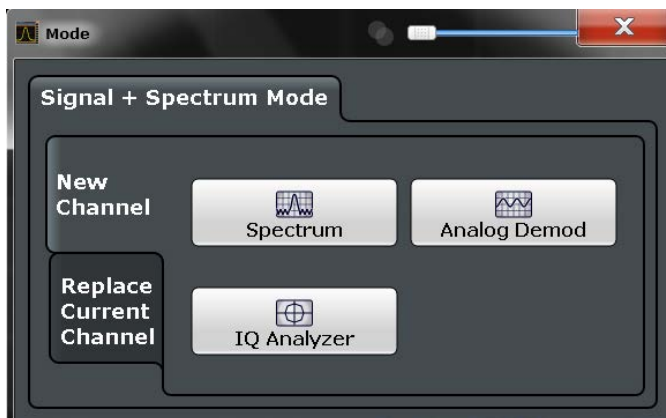 Mode
X
Signal + Spectrum Mode
New
Channel
Spectrum
Analog Demod
Replace
Current
Channel
IQ Analyzer